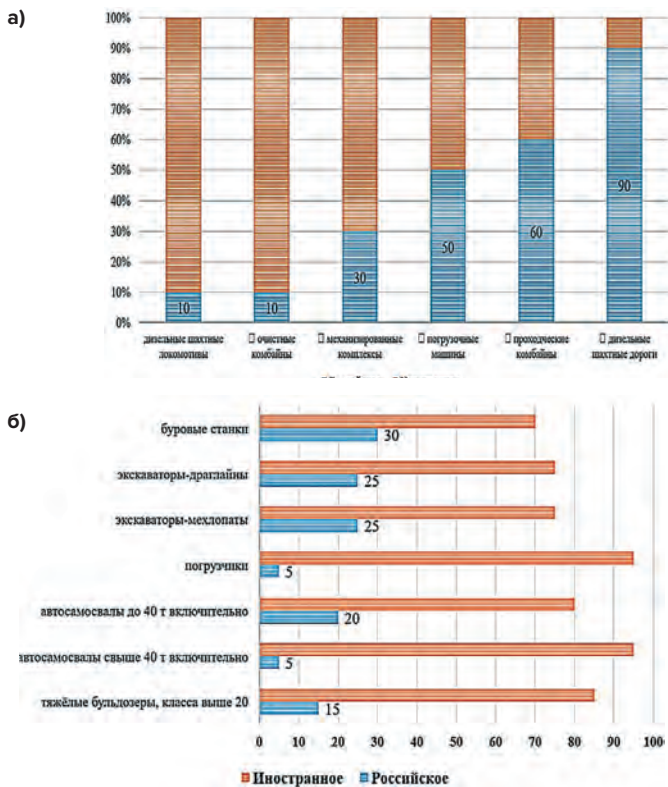 а)
100%
90%
80%
70%
60%
50%
40%
30%
20%
10%
0%
10
10
30
50
60
90
дизельные шахтные
локомотивы
□ очистные
комбайны
□ механизированные
комплексы
□ погрузочные
машины
□ проходческие
комбайны
□ дизельные
шахтные дороги
б)
буровые станки
30
экскаваторы-драглайны
25
экскаваторы-мехлопаты
25
погрузчики
5
автосамосвалы до 40 т включительно
20
автосамосвалы свыше 40 т включительно
5
тяжёлые бульдозеры, класса выше 20
15
0 10 20 30 40 50 60 70 80 90 100
Иностранное Российское